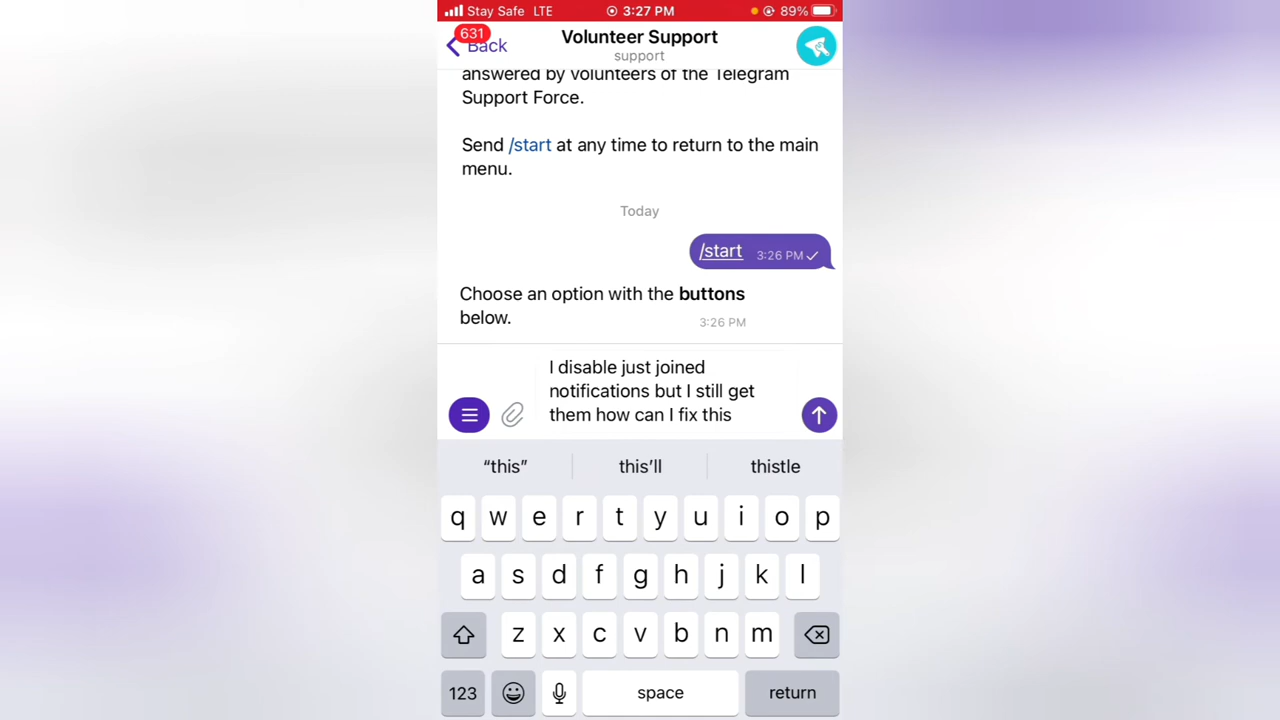 Stay Safe LTE 3:27 PM 89%
631
Back
Volunteer Support
support
answered by volunteers of the Telegram
Support Force.
Send /start at any time to return to the main
menu.
Today
/start 3:26 PM
Choose an option with the buttons
below. 3:26 PM
I disable just joined
notifications but I still get
them how can I fix this
“this” this'll thistle
q w e r t y u i o p
a s d f g h j k l
z x c v b n m
123 space return